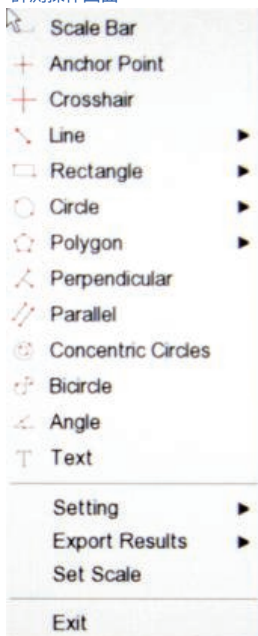 Scale Bar
Anchor Point
Crosshair
Line
Rectangle
Circle
Polygon
Perpendicular
Parallel
Concentric Circles
Bicircle
Angle
Text
Setting
Export Results
Set Scale
Exit